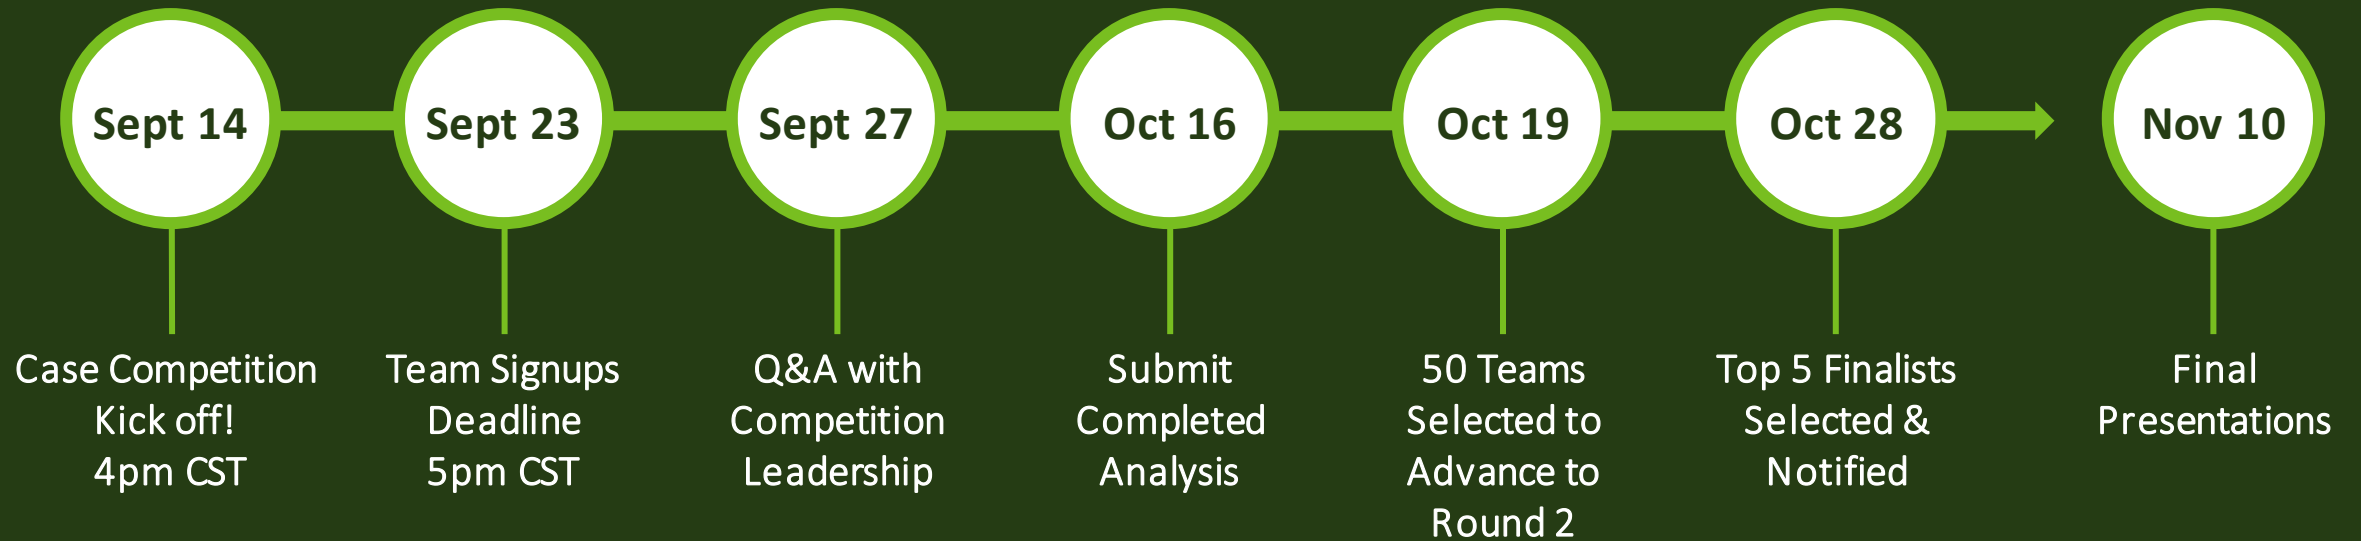 Sept 14
Sept 23
Sept 27
Oct 16
Oct 19
Oct 28
Nov 10
Case Competition
Kick off!
4pm CST
Team Signups
Deadline
5pm CST
Q&A with
Competition
Leadership
Submit
Completed
Analysis
50 Teams
Selected to
Advance to
Round 2
Top 5 Finalists
Selected &
Notified
Final
Presentations